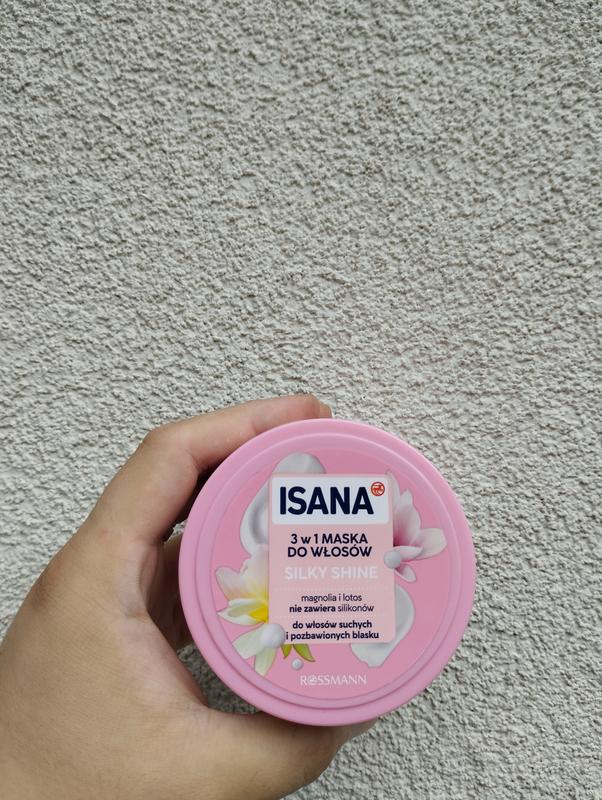 ISANA
3 w 1 MASKA
DO WŁOSÓW
SILKY SHINE
magnolia i lotos
nie zawiera silikonów
do włosów suchych
i pozbawionych blasku
ROSSMANN